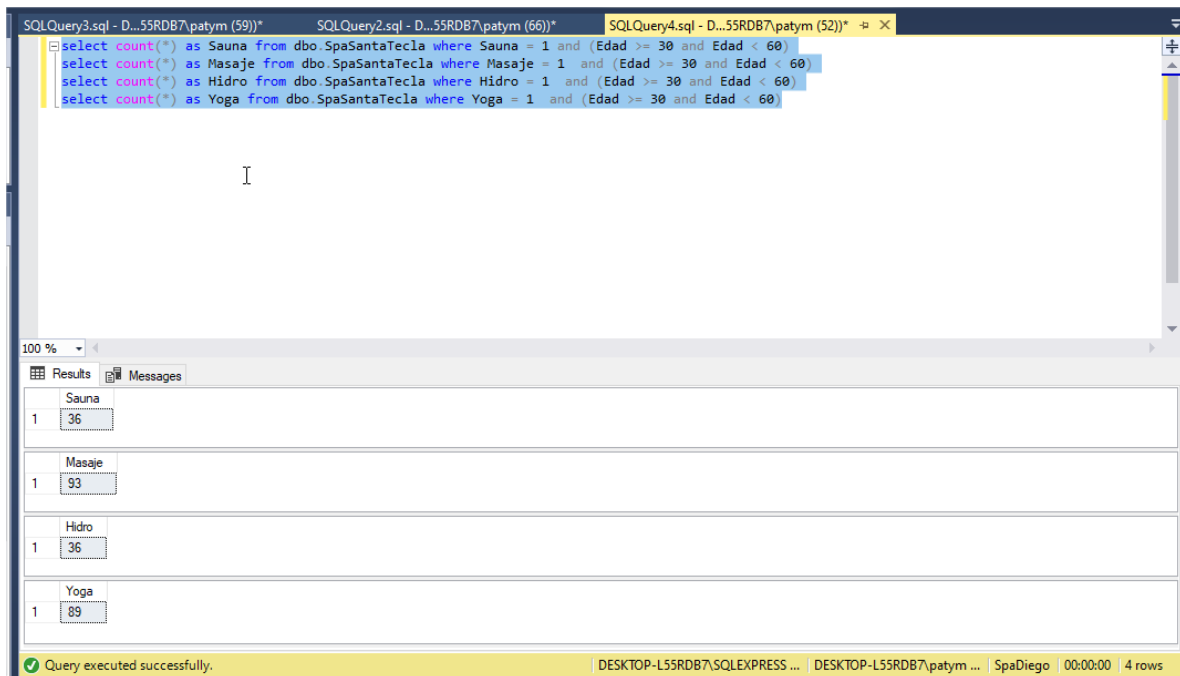 SQLQuery3.sql - D...55RDB7\patym (59))* SQLQuery2.sql - D...55RDB7\patym (66))* SQLQuery4.sql - D...55RDB7\patym (52))*
select count(*) as Sauna from dbo.SpaSantaTecla where Sauna = 1 and (Edad >= 30 and Edad < 60)
select count(*) as Masaje from dbo.SpaSantaTecla where Masaje = 1  and (Edad >= 30 and Edad < 60)
select count(*) as Hidro from dbo.SpaSantaTecla where Hidro = 1  and (Edad >= 30 and Edad < 60)
select count(*) as Yoga from dbo.SpaSantaTecla where Yoga = 1  and (Edad >= 30 and Edad < 60)
100 %
Results Messages
Sauna
1 36
Masaje
1 93
Hidro
1 36
Yoga
1 89
Query executed successfully. DESKTOP-L55RDB7\SQLEXPRESS ... DESKTOP-L55RDB7\patym ... SpaDiego 00:00:00 4 rows